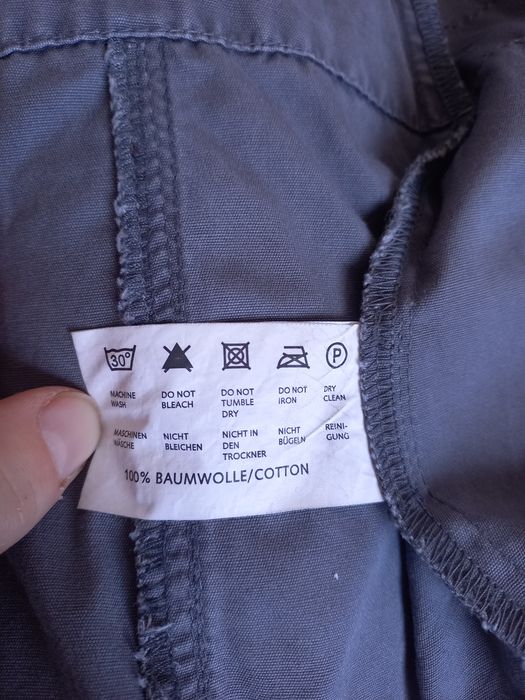 30° P
MACHINE WASH DO NOT BLEACH DO NOT TUMBLE DRY DO NOT IRON DRY CLEAN
MASCHINEN WÄSCHE NICHT BLEICHEN NICHT IN DEN TROCKNER NICHT BÜGELN REINI- GUNG
100% BAUMWOLLE/COTTON